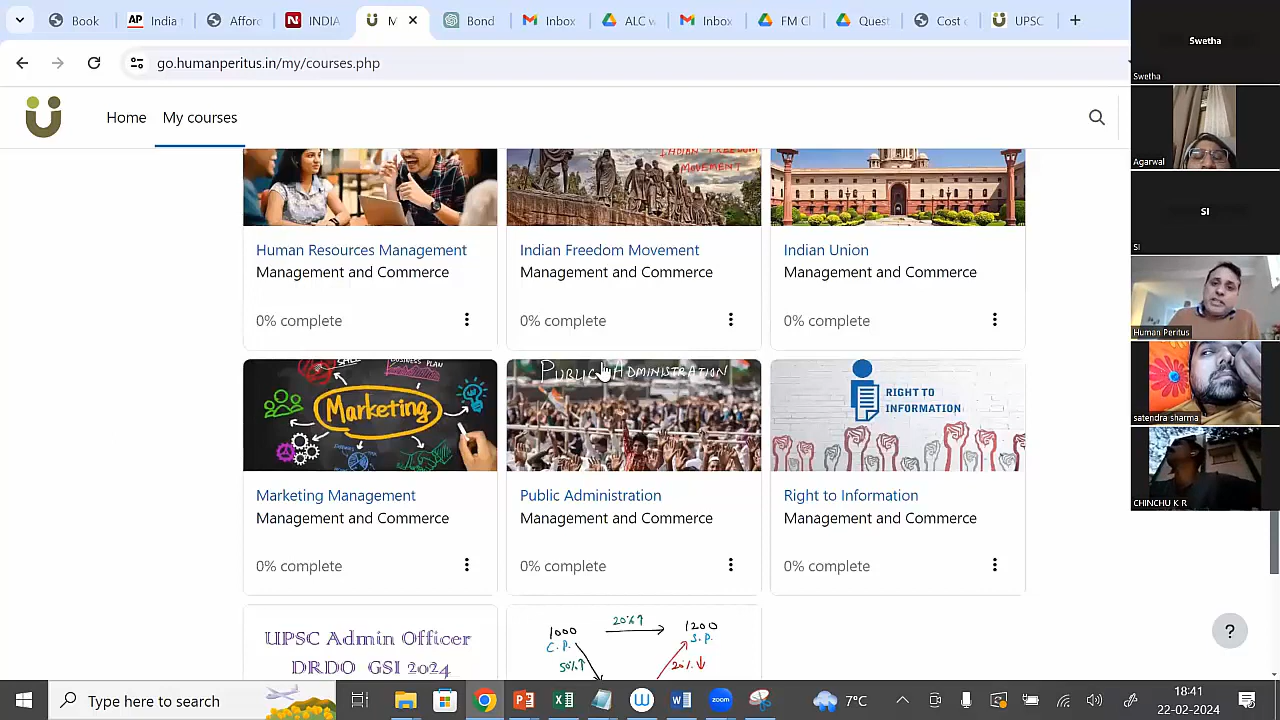 Book
India
Afford
INDIA
M
Bond
Inbo
ALC
Inbox
FM C
Quest
Cost
UPSC
go.humanperitus.in/my/courses.php
Home
My courses
INDIAN FREEDOM
MOVEMENT
Human Resources Management
Management and Commerce
0% complete
Indian Freedom Movement
Management and Commerce
0% complete
Indian Union
Management and Commerce
0% complete
BUSINESS PLAN
Marketing
PUBLIC ADMINISTRATION
RIGHT TO
INFORMATION
Marketing Management
Management and Commerce
0% complete
Public Administration
Management and Commerce
0% complete
Right to Information
Management and Commerce
0% complete
UPSC Admin Officer
DRDO GSI 2024
1000
20%↑
1200
C.P.
S.P.
50%↑
20%↓
?
Swetha
Swetha
Agarwal
SI
SI
Human Peritus
satendra sharma
CHINCHU K R
Type here to search
zoom
7°C
18:41
22-02-2024